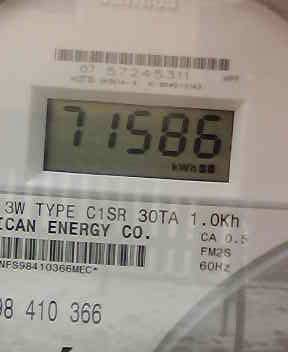 07 57245311
71586
kWh
3W TYPE C1SR 30TA 1.0Kh
ICAN ENERGY CO.
CA 0.5
FM2S
60Hz
NFS98410366MEC*
98 410 366